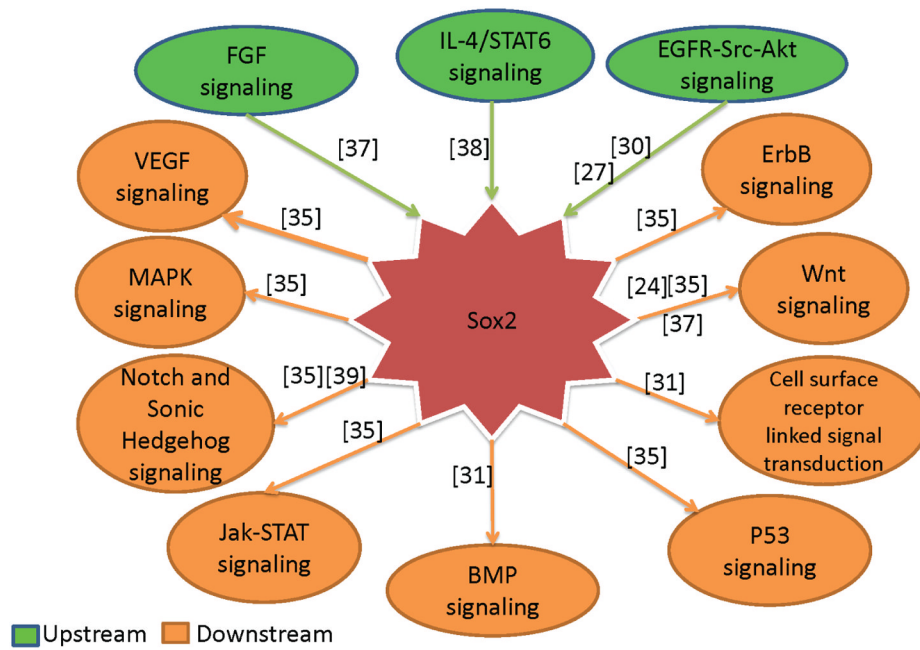 FGF
signaling
IL-4/STAT6
signaling
EGFR-Src-Akt
signaling
[37]
[38]
[30]
[27]
VEGF
signaling
[35]
ErbB
signaling
[35]
MAPK
signaling
[35]
Sox2
[24][35]
[37]
Wnt
signaling
Notch and
Sonic
Hedgehog
signaling
[35][39]
[31]
Cell surface
receptor
linked signal
transduction
[35]
Jak-STAT
signaling
[31]
BMP
signaling
[35]
P53
signaling
Upstream
Downstream